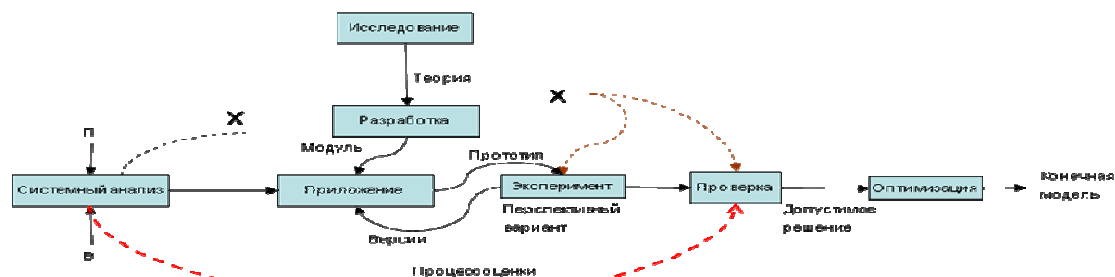 Исследование
Теория
X
X
Разработка
П
Модуль
Прототип
Системный анализ
Приложение
Эксперимент
Проверка
Оптимизация
Конечная
модель
Перспективный
вариант
Допустимое
решение
Версии
В
Процесс оценки